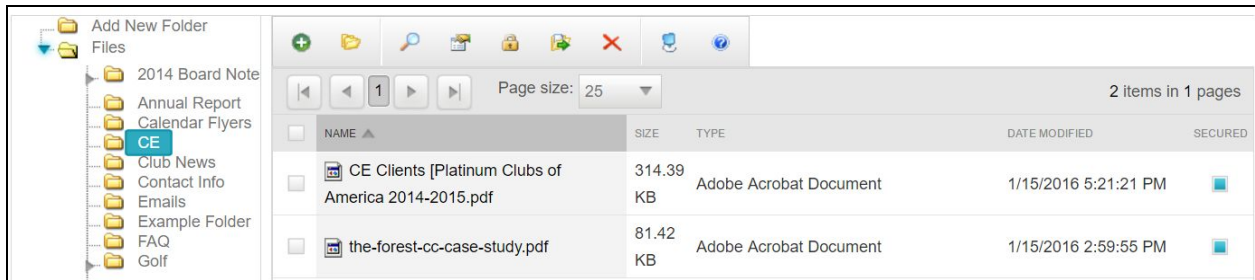 Add New Folder
Files
2014 Board Note
Annual Report
Calendar Flyers
CE
Club News
Contact Info
Emails
Example Folder
FAQ
Golf
1
Page size: 25
2 items in 1 pages
NAME SIZE TYPE DATE MODIFIED SECURED
CE Clients [Platinum Clubs of
America 2014-2015.pdf
314.39
KB
Adobe Acrobat Document
1/15/2016 5:21:21 PM
the-forest-cc-case-study.pdf
81.42
KB
Adobe Acrobat Document
1/15/2016 2:59:55 PM